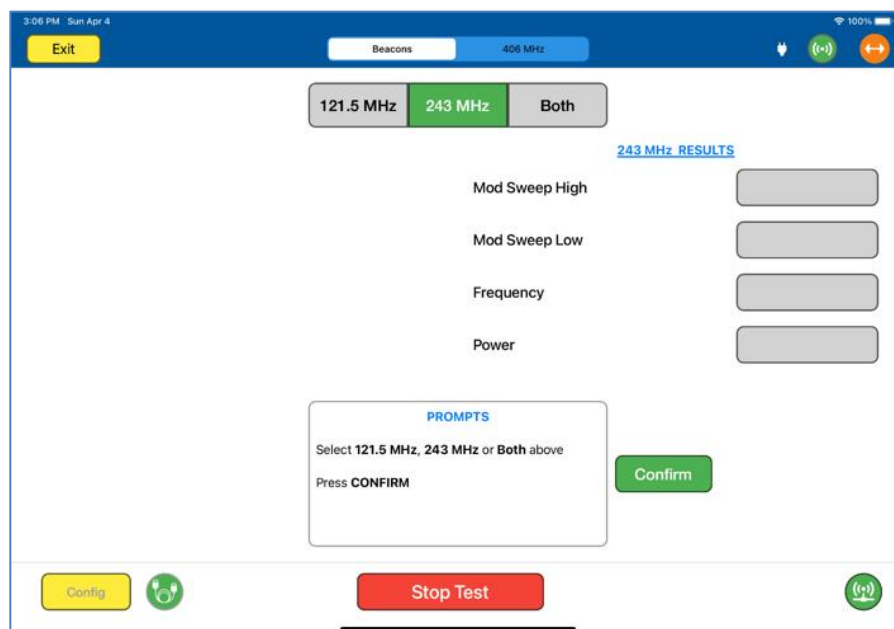 3:06 PM Sun Apr 4
100%
Exit
Beacons
406 MHz
121.5 MHz
243 MHz
Both
243 MHz RESULTS
Mod Sweep High
Mod Sweep Low
Frequency
Power
PROMPTS
Select 121.5 MHz, 243 MHz or Both above
Press CONFIRM
Confirm
Config
Stop Test